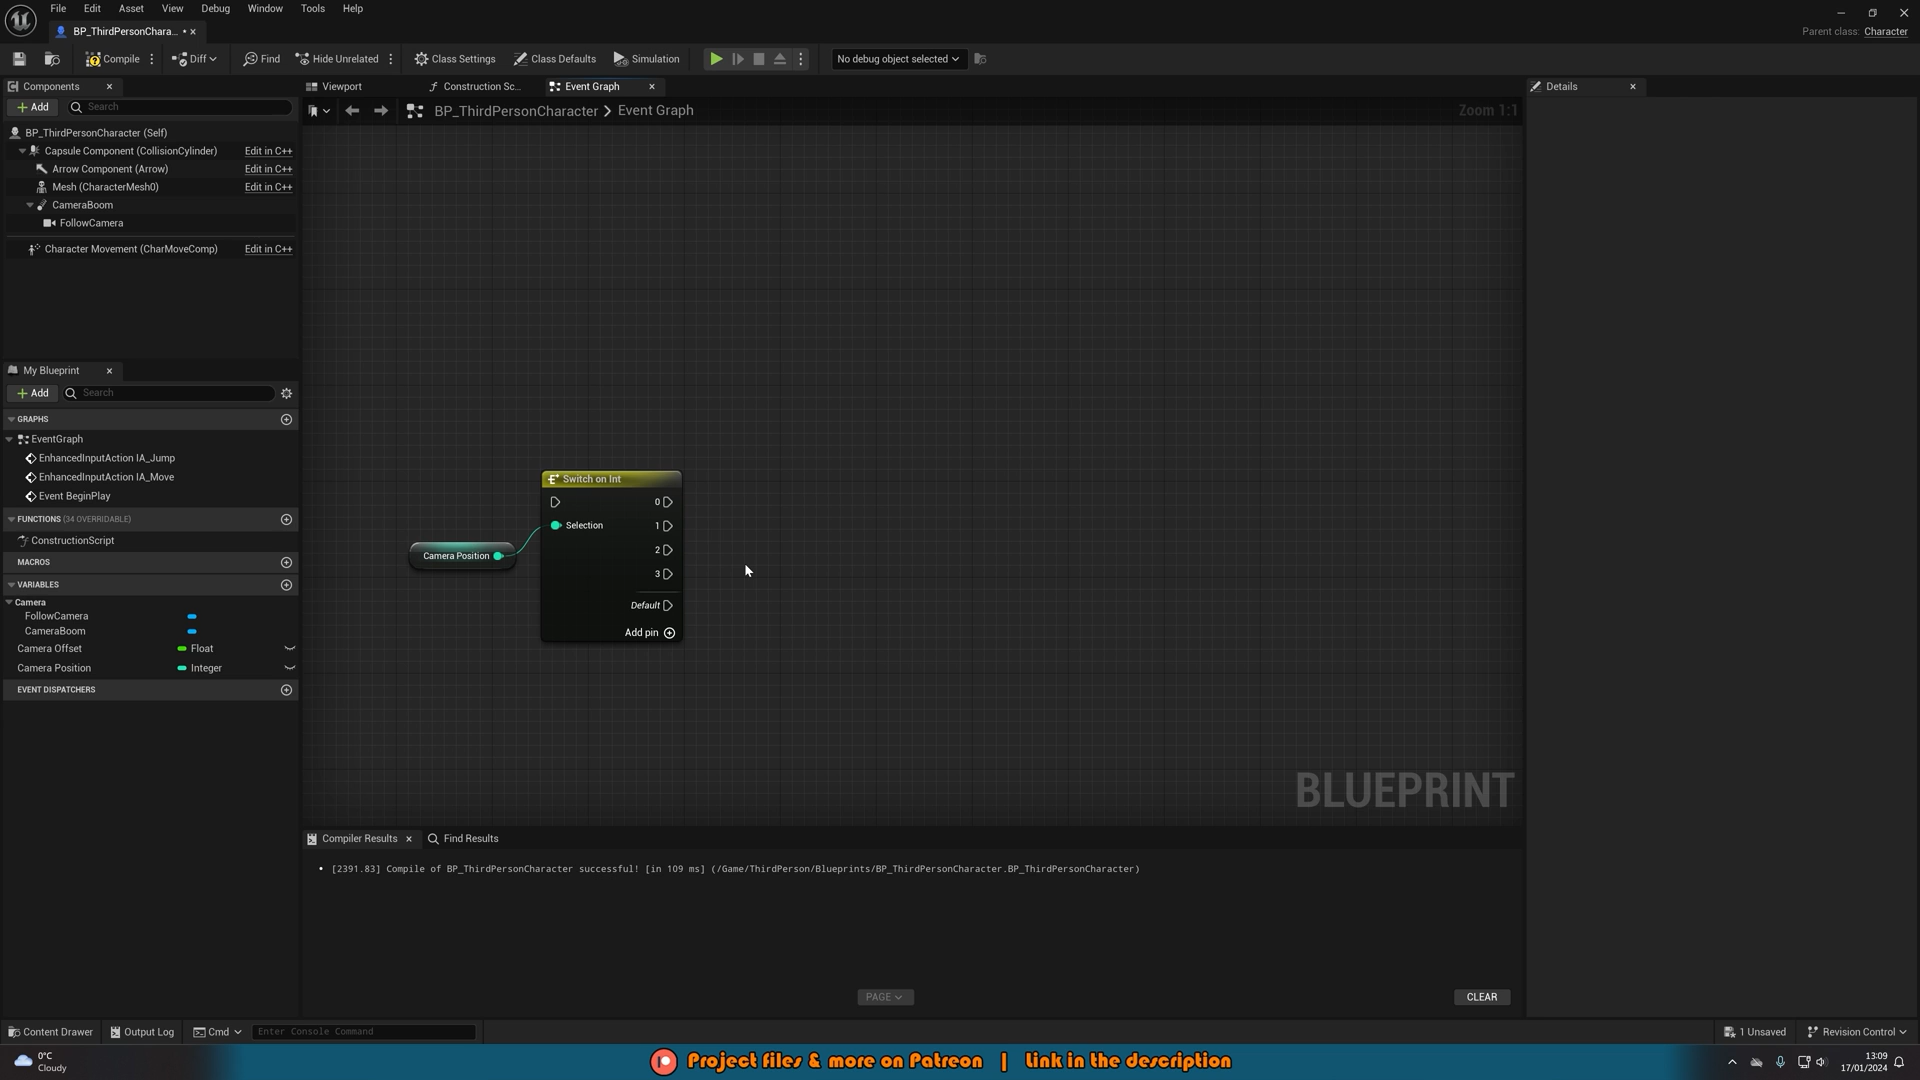 File Edit Asset View Debug Window Tools Help
BP_ThirdPersonChara... •
Parent class: Character
Compile Diff Find Hide Unrelated Class Settings Class Defaults Simulation No debug object selected
Components
Viewport Construction Sc... Event Graph
Details
Add Search
BP_ThirdPersonCharacter > Event Graph
Zoom 1:1
BP_ThirdPersonCharacter (Self)
Capsule Component (CollisionCylinder) Edit in C++
Arrow Component (Arrow) Edit in C++
Mesh (CharacterMesh0) Edit in C++
CameraBoom
FollowCamera
Character Movement (CharMoveComp) Edit in C++
My Blueprint
Add Search
GRAPHS
EventGraph
EnhancedInputAction IA_Jump
EnhancedInputAction IA_Move
Event BeginPlay
FUNCTIONS (34 OVERRIDABLE)
ConstructionScript
MACROS
VARIABLES
Camera
FollowCamera
CameraBoom
Camera Offset Float
Camera Position Integer
EVENT DISPATCHERS
Switch on Int
0
Selection 1
Camera Position
2
3
Default
Add pin
BLUEPRINT
Compiler Results Find Results
• [2391.83] Compile of BP_ThirdPersonCharacter successful! [in 109 ms] (/Game/ThirdPerson/Blueprints/BP_ThirdPersonCharacter.BP_ThirdPersonCharacter)
PAGE
CLEAR
Content Drawer Output Log Cmd Enter Console Command
1 Unsaved Revision Control
0°C
Cloudy
Project files & more on Patreon | Link in the description
13:09
17/01/2024